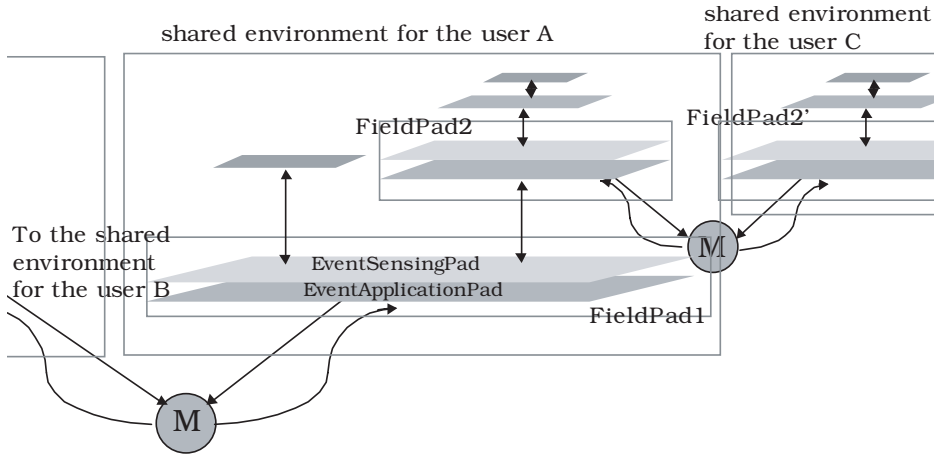 shared environment for the user A
shared environment
for the user C
FieldPad2
FieldPad2'
To the shared
environment
for the user B
EventSensingPad
EventApplicationPad
FieldPad1
M
M